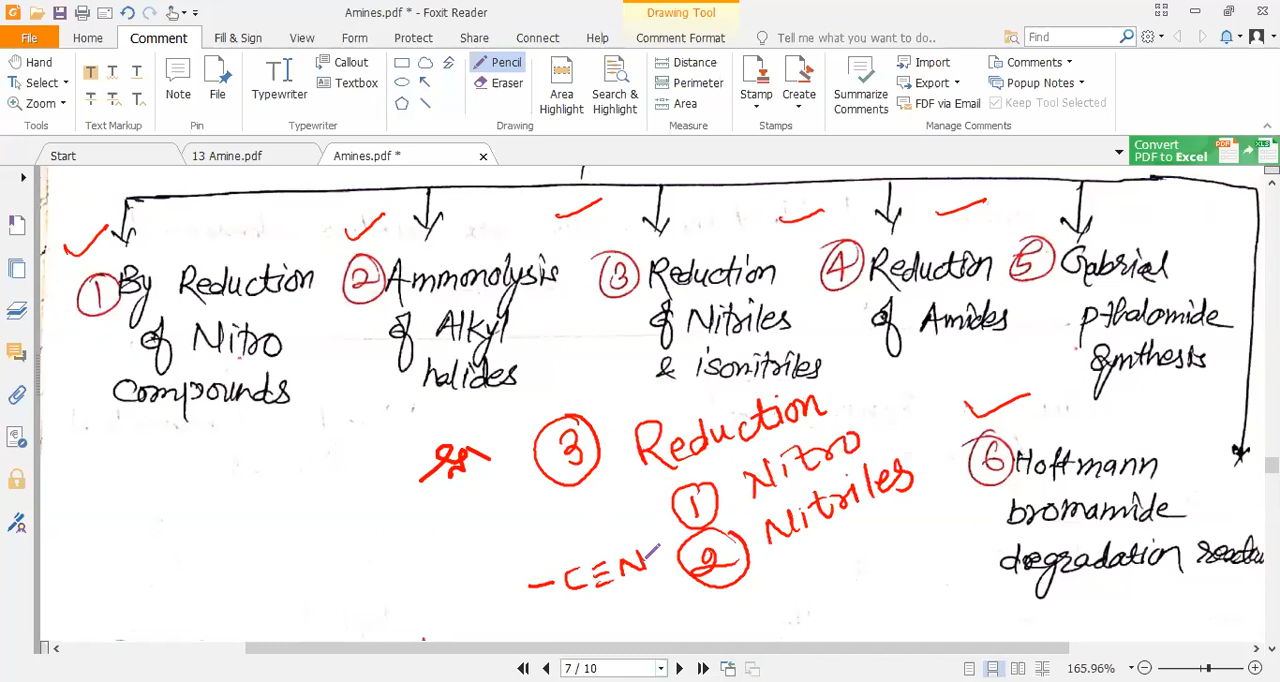 Amines.pdf * - Foxit Reader
Drawing Tool
File Home Comment Fill & Sign View Form Protect Share Connect Help Comment Format Tell me what you want to do.. Find
Hand
Select
Zoom
Tools
Text Markup
Note
File
Pin
Typewriter
Callout
Textbox
Typewriter
Pencil
Eraser
Drawing
Area Highlight
Search & Highlight
Distance
Perimeter
Area
Measure
Stamp
Create
Stamps
Summarize Comments
Import
Export
FDF via Email
Comments
Popup Notes
Keep Tool Selected
Manage Comments
Start 13 Amine.pdf Amines.pdf *
Convert
PDF to Excel
1 By Reduction
of Nitro
Compounds
2 Ammonolysis
of Alkyl
halides
3 Reduction
of Nitriles
& isonitriles
4 Reduction
of Amides
5 Gabriel
pthalomide
synthesis
6 Hoffmann
bromamide
degradation
3 Reduction
1 Nitro
2 Nitriles
-C≡N
7 / 10
165.96%